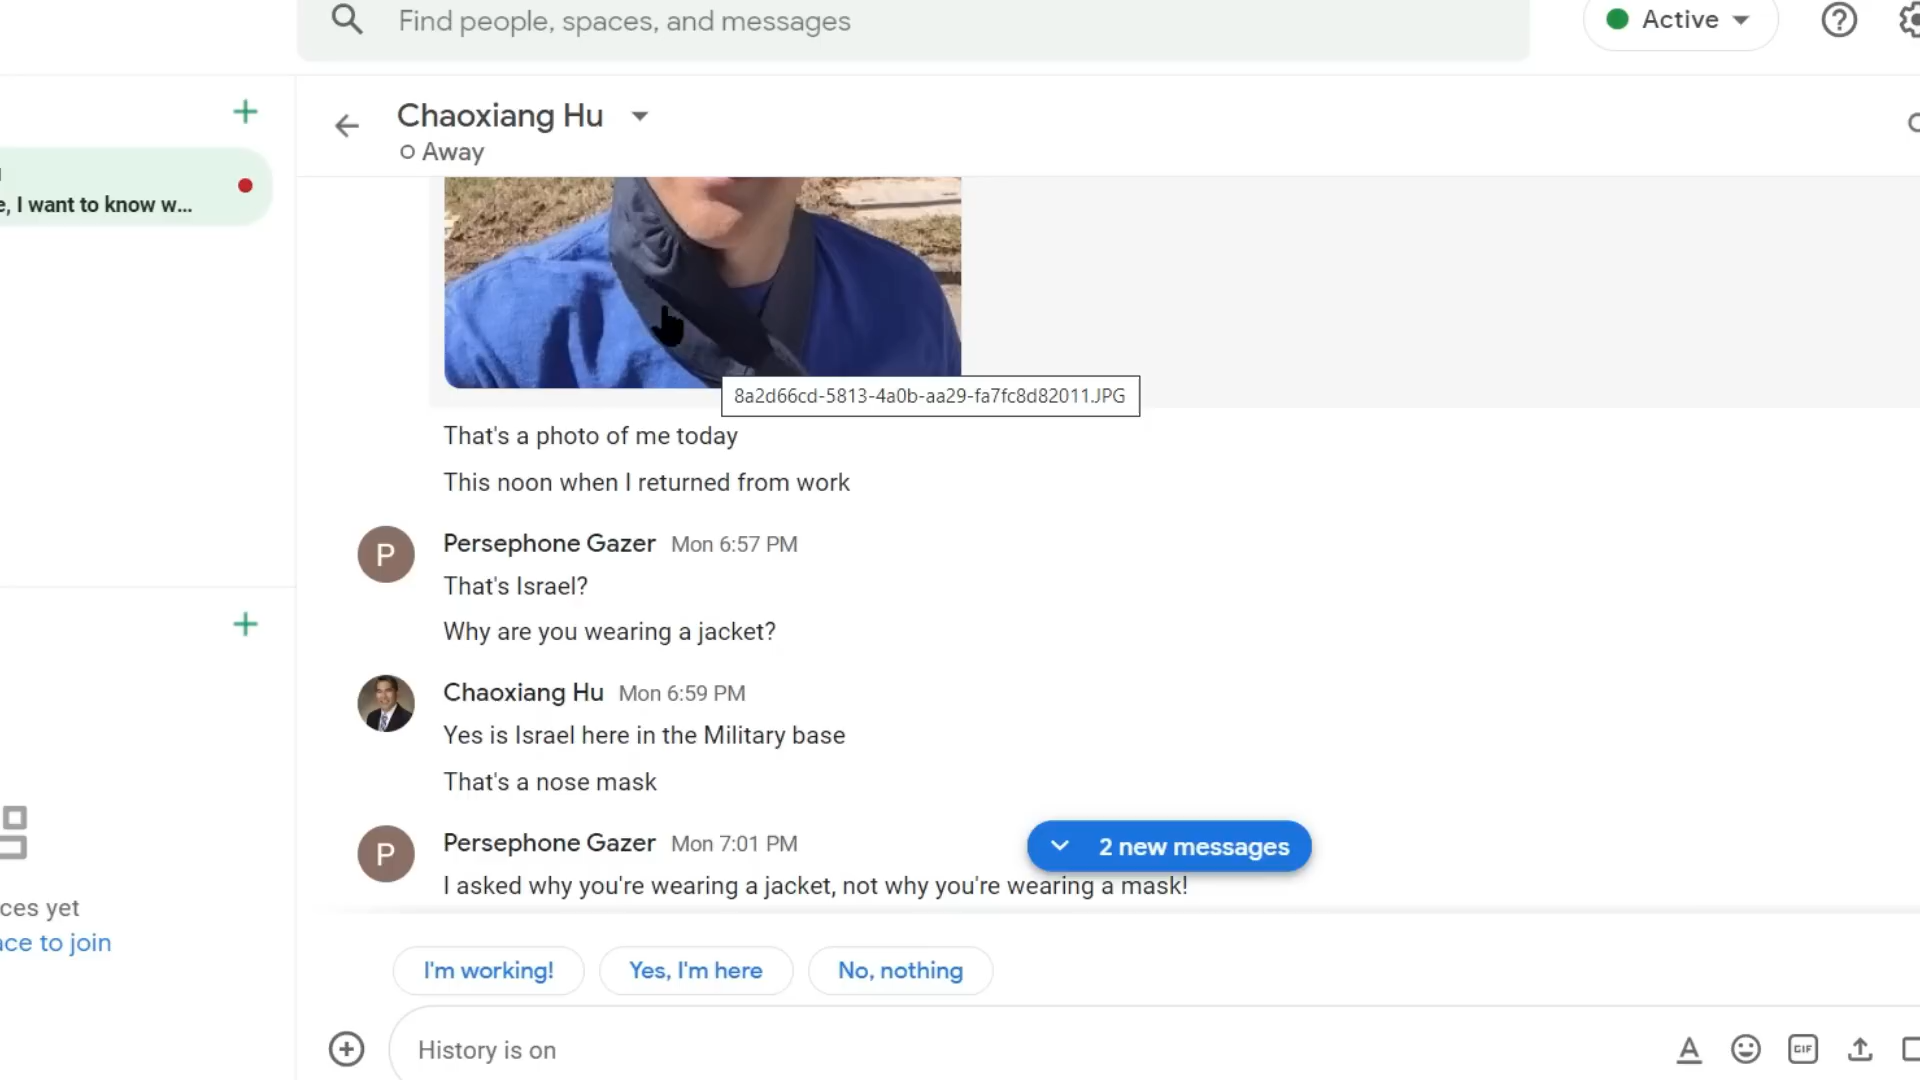 Find people, spaces, and messages
Active
Chaoxiang Hu
Away
e, I want to know w...
8a2d66cd-5813-4a0b-aa29-fa7fc8d82011.JPG
That's a photo of me today
This noon when I returned from work
P
Persephone Gazer Mon 6:57 PM
That's Israel?
Why are you wearing a jacket?
Chaoxiang Hu Mon 6:59 PM
Yes is Israel here in the Military base
That's a nose mask
P
Persephone Gazer Mon 7:01 PM
2 new messages
I asked why you're wearing a jacket, not why you're wearing a mask!
ces yet
ace to join
I'm working!
Yes, I'm here
No, nothing
History is on
GIF